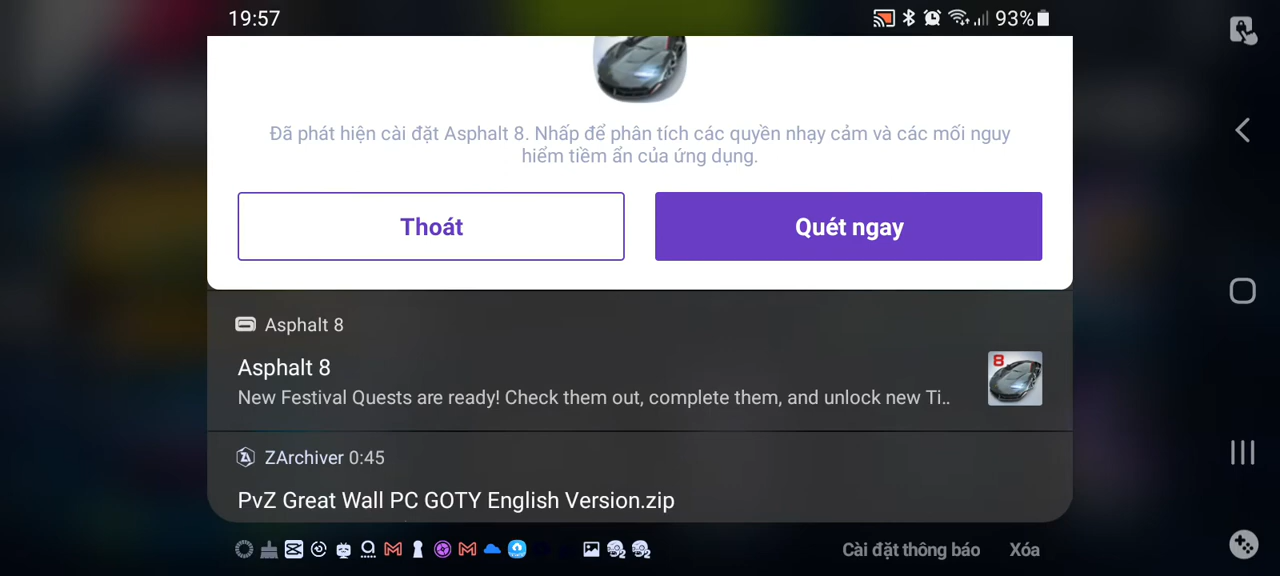 19:57
93%
Đã phát hiện cài đặt Asphalt 8. Nhấp để phân tích các quyền nhạy cảm và các mối nguy
hiểm tiềm ẩn của ứng dụng.
Thoát
Quét ngay
Asphalt 8
Asphalt 8
New Festival Quests are ready! Check them out, complete them, and unlock new Ti..
8
ZArchiver 0:45
PvZ Great Wall PC GOTY English Version.zip
Cài đặt thông báo
Xóa